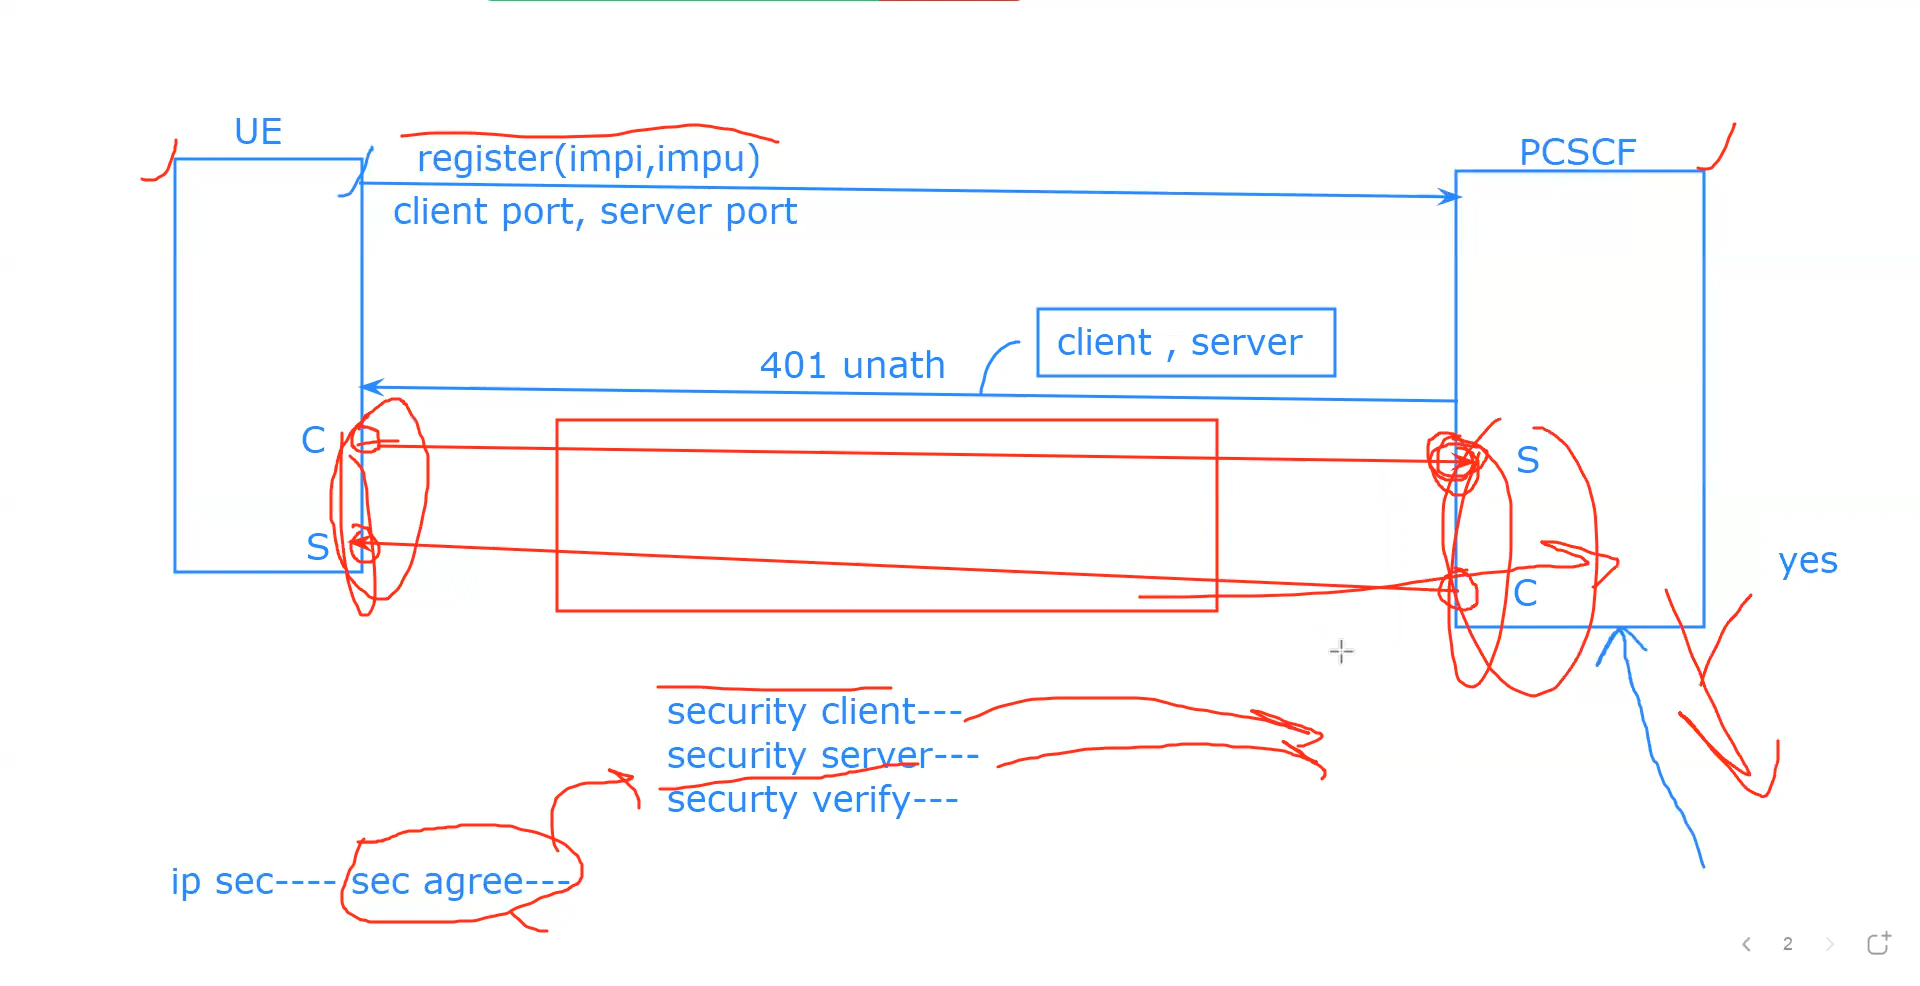 UE
PCSCF
register(impi,impu)
client port, server port
client , server
401 unath
C
S
S
C
yes
security client---
security server---
securty verify---
ip sec---- sec agree---
2